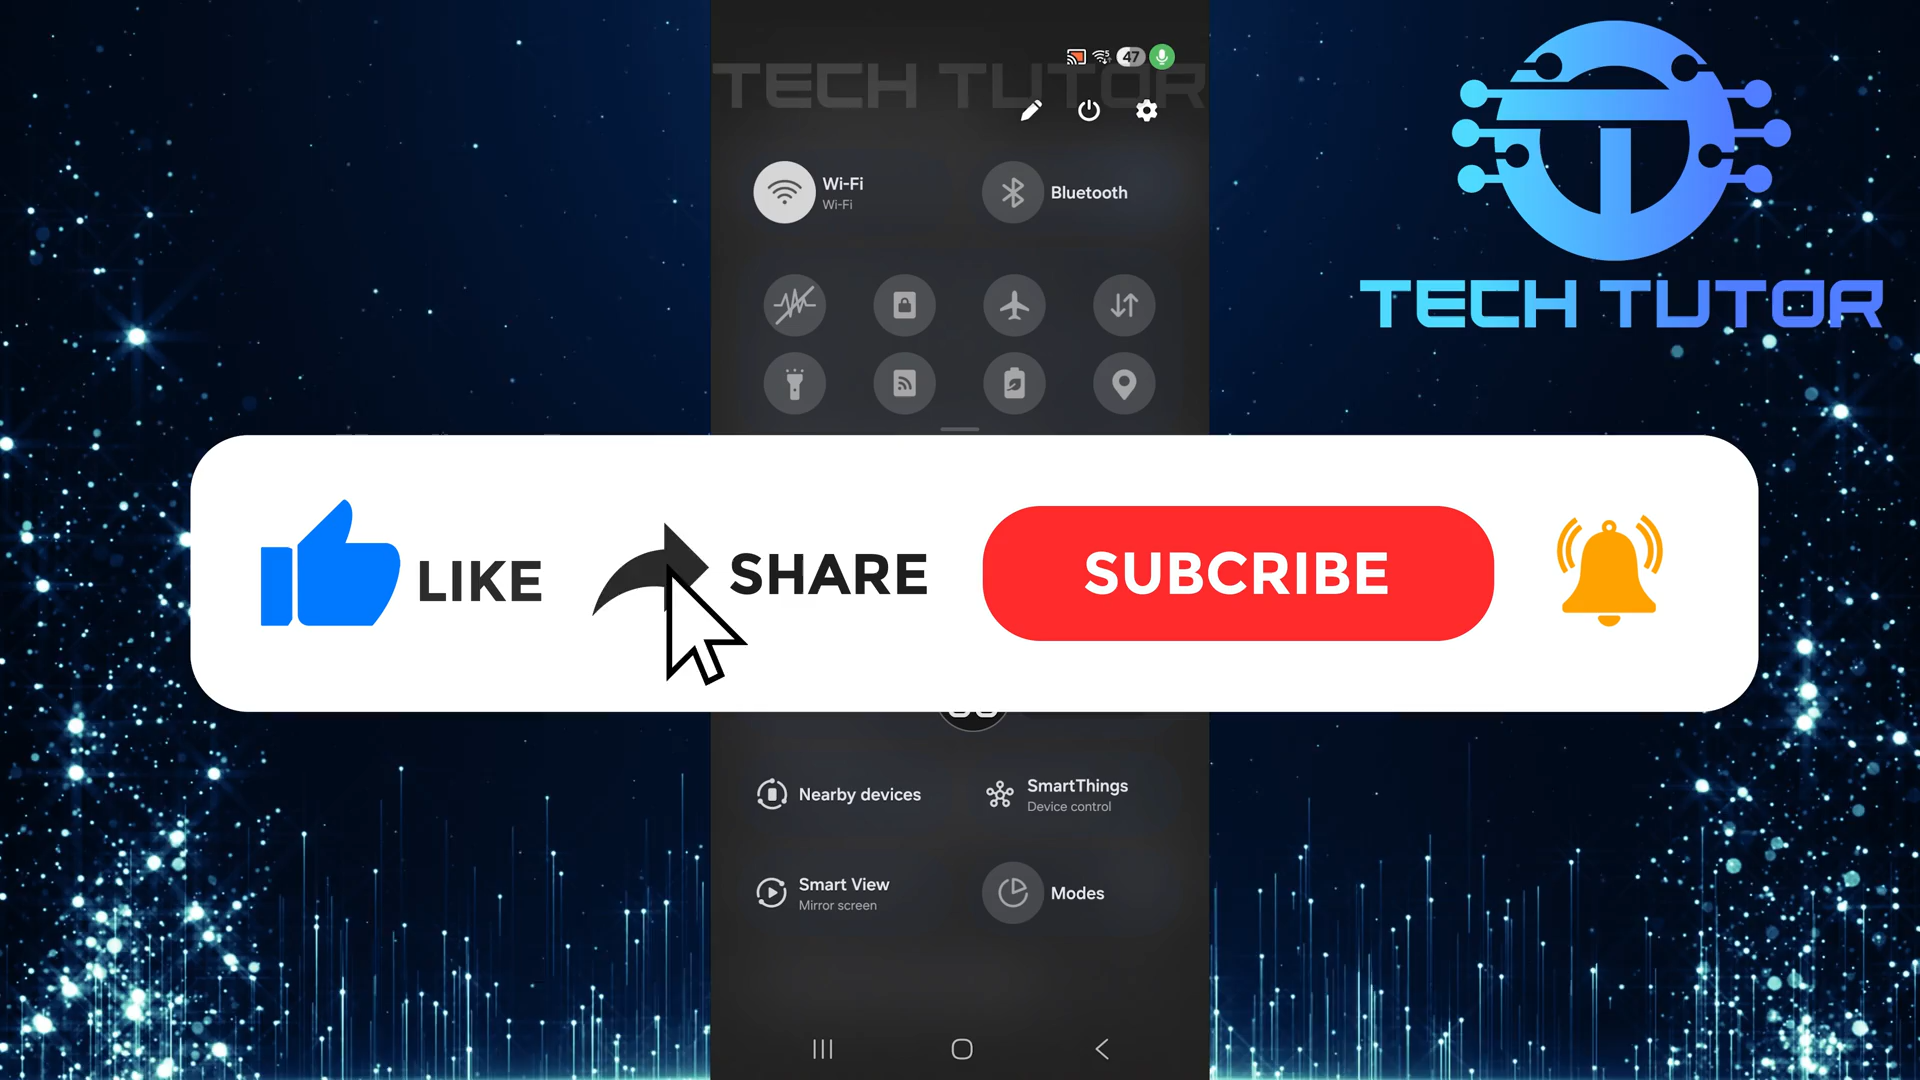 47
TECH TUTOR
Wi-Fi
Wi-Fi
Bluetooth
TECH TUTOR
LIKE
SHARE
SUBCRIBE
Nearby devices
SmartThings
Device control
Smart View
Mirror screen
Modes